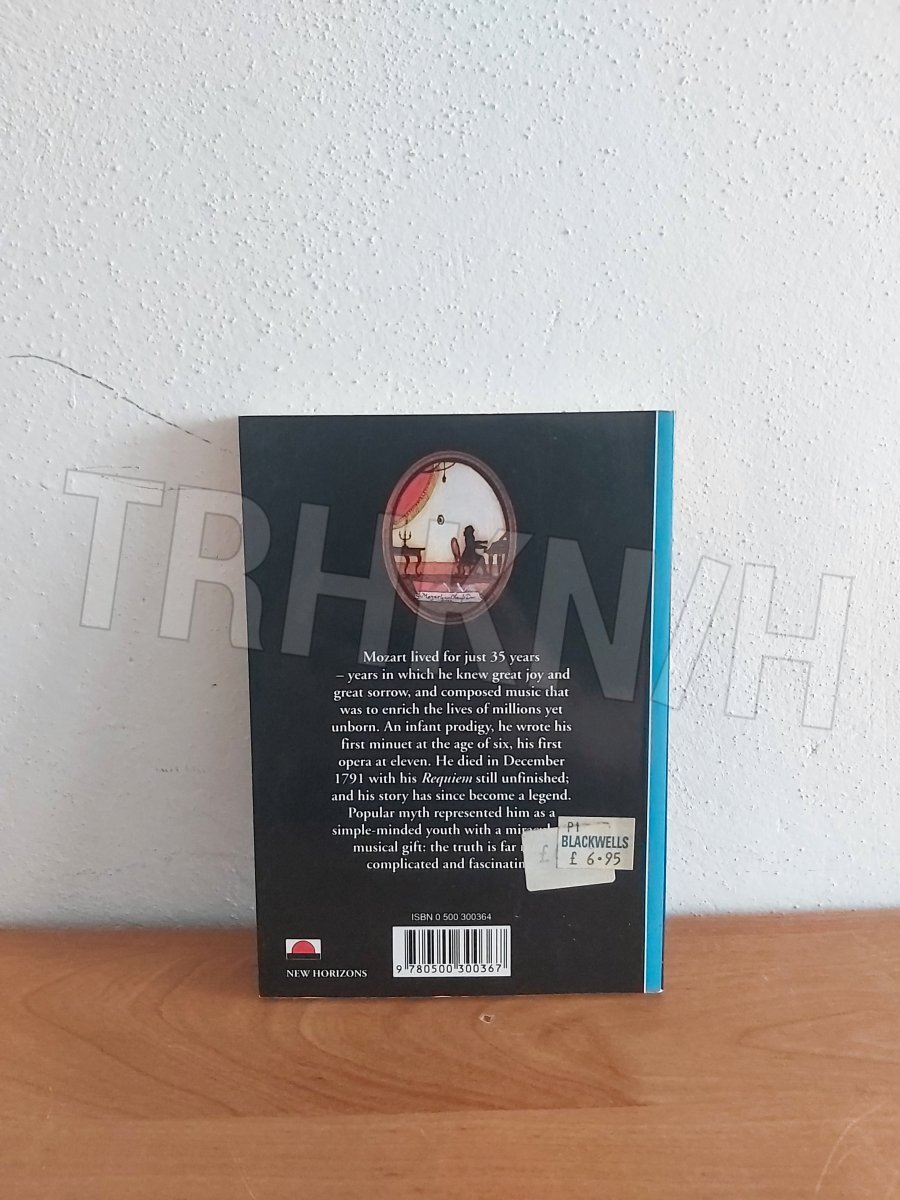 TRHKNVH
Mozart lived for just 35 years
– years in which he knew great joy and
great sorrow, and composed music that
was to enrich the lives of millions yet
unborn. An infant prodigy, he wrote his
first minuet at the age of six, his first
opera at eleven. He died in December
1791 with his Requiem still unfinished;
and his story has since become a legend.
Popular myth represented him as a
simple-minded youth with a
musical gift: the truth is far
complicated and
P1
BLACKWELLS
£ 6·95
£
ISBN 0 500 300364
9 780500 300367
NEW HORIZONS